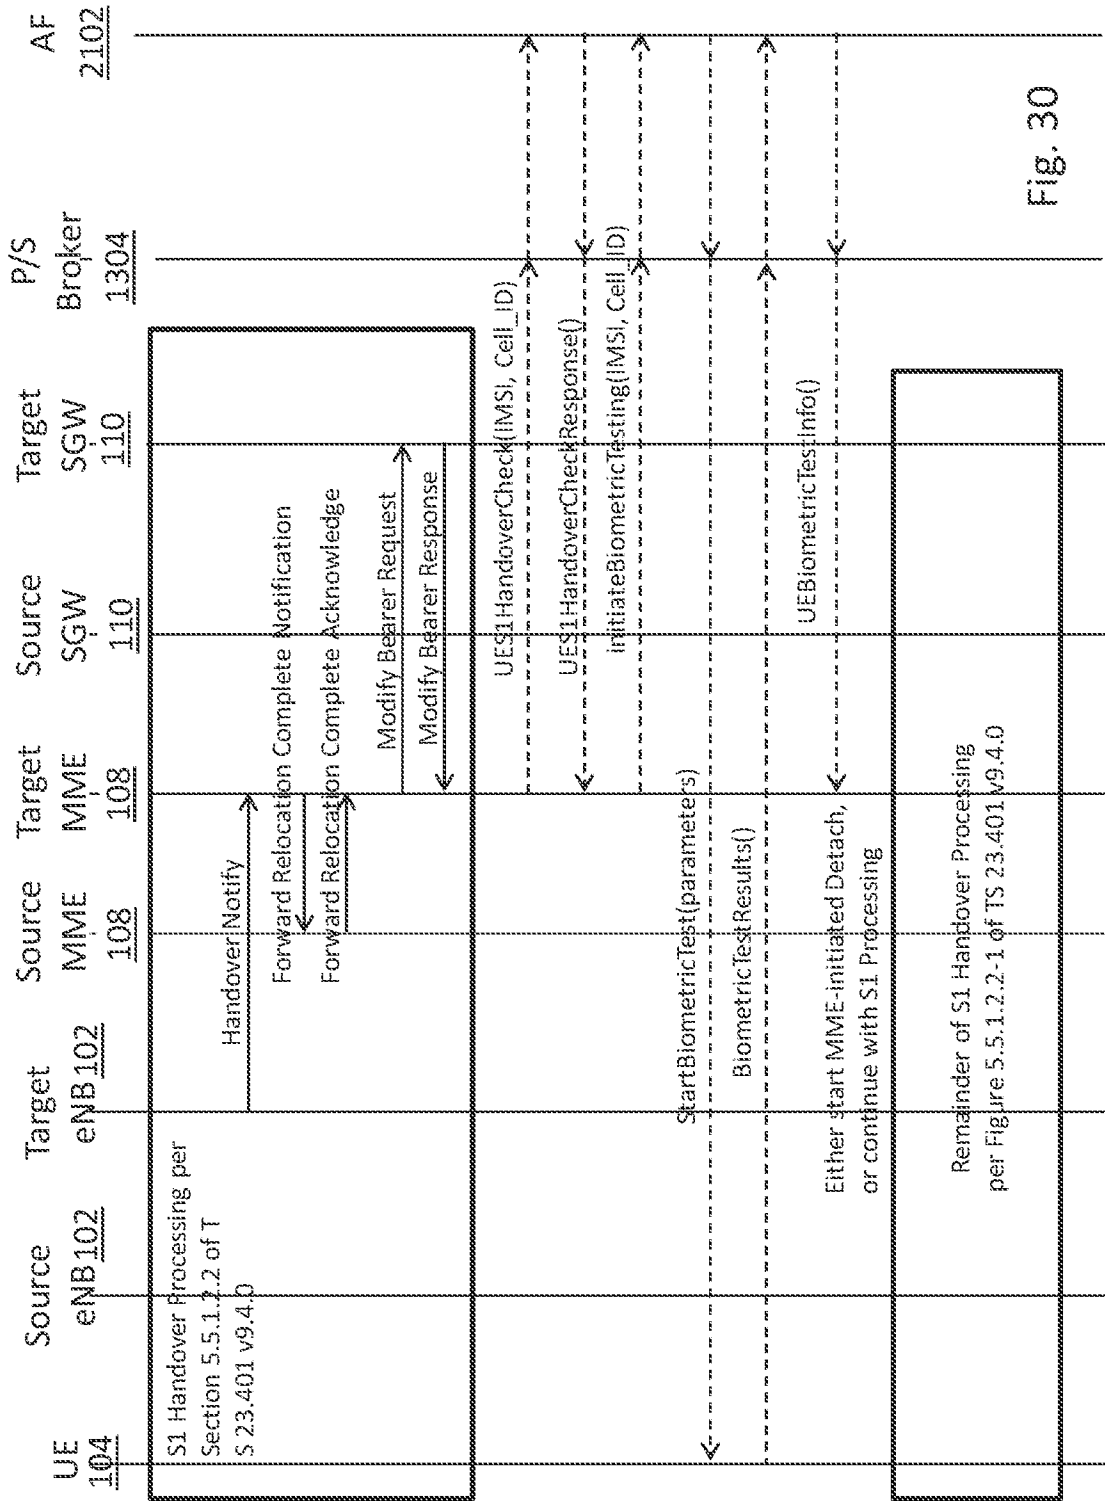 UE
104
Source
eNB 102
Target
eNB 102
Source
MME
108
Target
MME
108
Source
SGW
110
Target
SGW
110
P/S
Broker
1304
AF
2102
S1 Handover Processing per
Section 5.5.1.2.2 of T
S 23.401 v9.4.0
Handover Notify
Forward Relocation Complete Notification
Forward Relocation Complete Acknowledge
Modify Bearer Request
Modify Bearer Response
UES1HandoverCheck(IMSI, Cell_ID)
UES1HandoverCheckResponse()
initiateBiometricTesting(IMSI, Cell_ID)
StartBiometricTest(parameters)
BiometricTestResults()
UEBiometricTestInfo()
Either start MME-initiated Detach,
or continue with S1 Processing
Remainder of S1 Handover Processing
per Figure 5.5.1.2.2-1 of TS 23.401 v9.4.0
Fig. 30